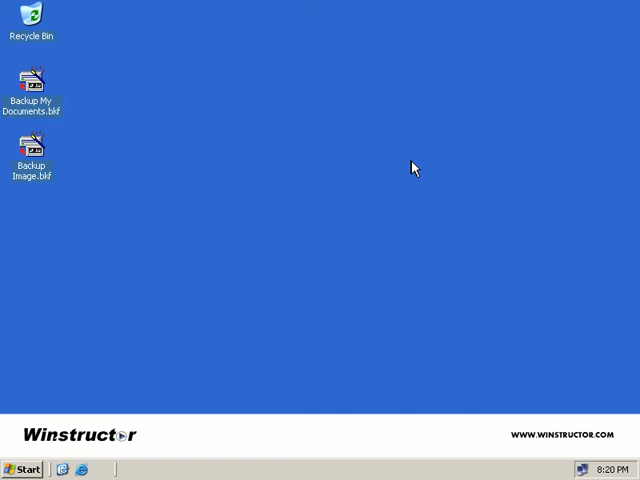 Recycle Bin
Backup My
Documents.bkf
Backup
Image.bkf
Winstructor
WWW.WINSTRUCTOR.COM
Start
8:20 PM